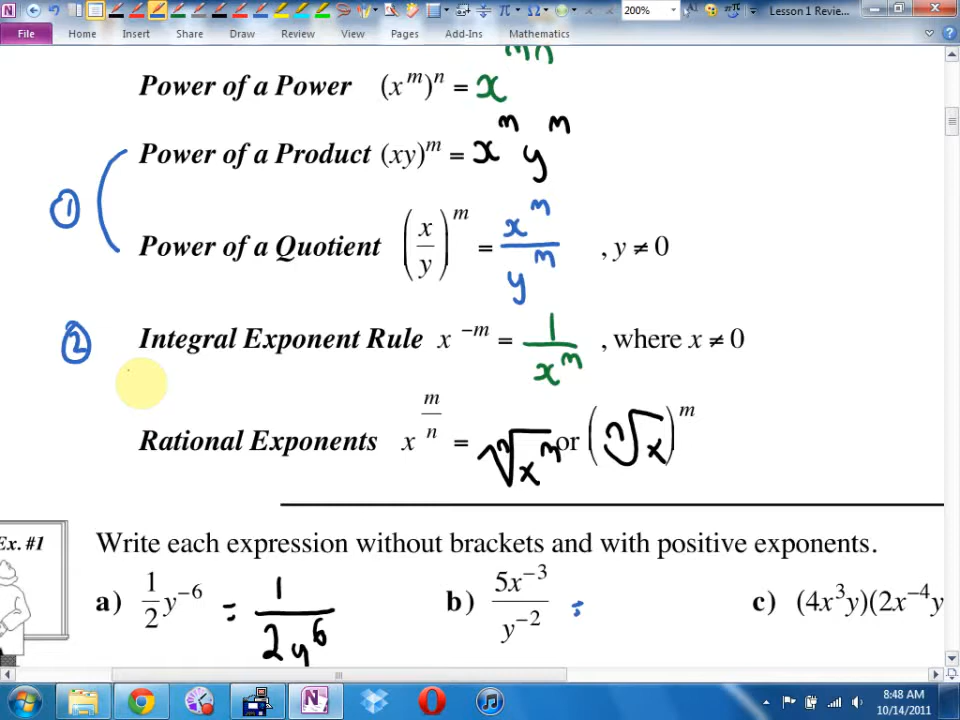 200% Lesson 1 Revie...
File Home Insert Share Draw Review View Pages Add-Ins Mathematics
Power of a Power (x^m)^n = x^mn
Power of a Product (xy)^m = x^m y^m
①
Power of a Quotient (x/y)^m = x^m/y^m , y ≠ 0
② Integral Exponent Rule x^−m = 1/x^m , where x ≠ 0
Rational Exponents x^m/n = ⁿ√x^m or (ⁿ√x)^m
Ex. #1 Write each expression without brackets and with positive exponents.
a) 1/2 y^−6 = 1/2y^6 b) 5x^−3/y^−2 = c) (4x^3y)(2x^−4y
8:48 AM
10/14/2011